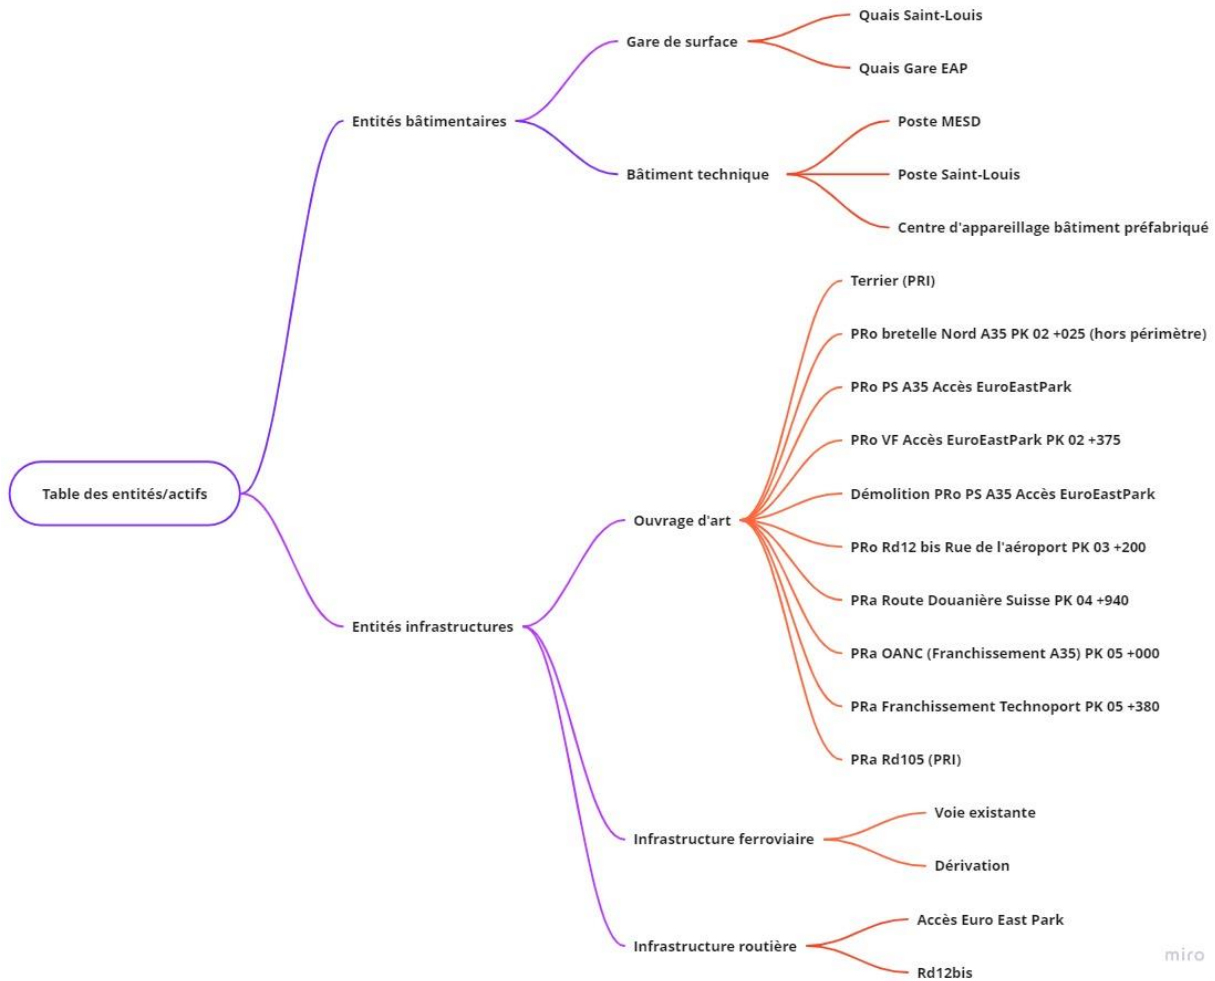 Quais Saint-Louis
Gare de surface
Quais Gare EAP
Entités bâtimentaires
Poste MESD
Bâtiment technique
Poste Saint-Louis
Centre d'appareillage bâtiment préfabriqué
Terrier (PRI)
PRo bretelle Nord A35 PK 02 +025 (hors périmètre)
PRo PS A35 Accès EuroEastPark
PRo VF Accès EuroEastPark PK 02 +375
Table des entités/actifs
Démolition PRo PS A35 Accès EuroEastPark
Ouvrage d'art
PRo Rd12 bis Rue de l'aéroport PK 03 +200
PRa Route Douanière Suisse PK 04 +940
Entités infrastructures
PRa OANC (Franchissement A35) PK 05 +000
PRa Franchissement Technoport PK 05 +380
PRa Rd105 (PRI)
Voie existante
Infrastructure ferroviaire
Dérivation
Accès Euro East Park
Infrastructure routière
Rd12bis
miro